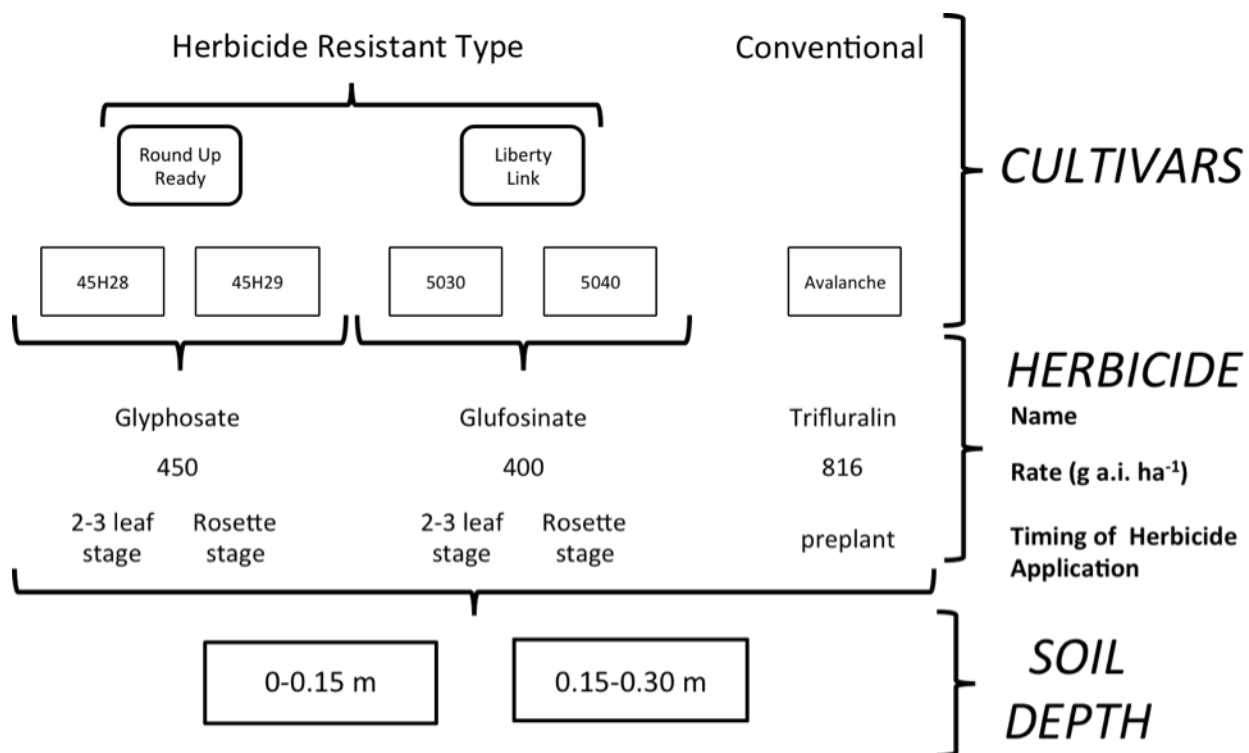 Herbicide Resistant Type
Conventional
Round Up
Ready
Liberty
Link
CULTIVARS
45H28
45H29
5030
5040
Avalanche
HERBICIDE
Glyphosate
Glufosinate
Trifluralin
Name
450
400
816
Rate (g a.i. ha⁻¹)
2-3 leaf
stage
Rosette
stage
2-3 leaf
stage
Rosette
stage
preplant
Timing of Herbicide
Application
0-0.15 m
0.15-0.30 m
SOIL
DEPTH